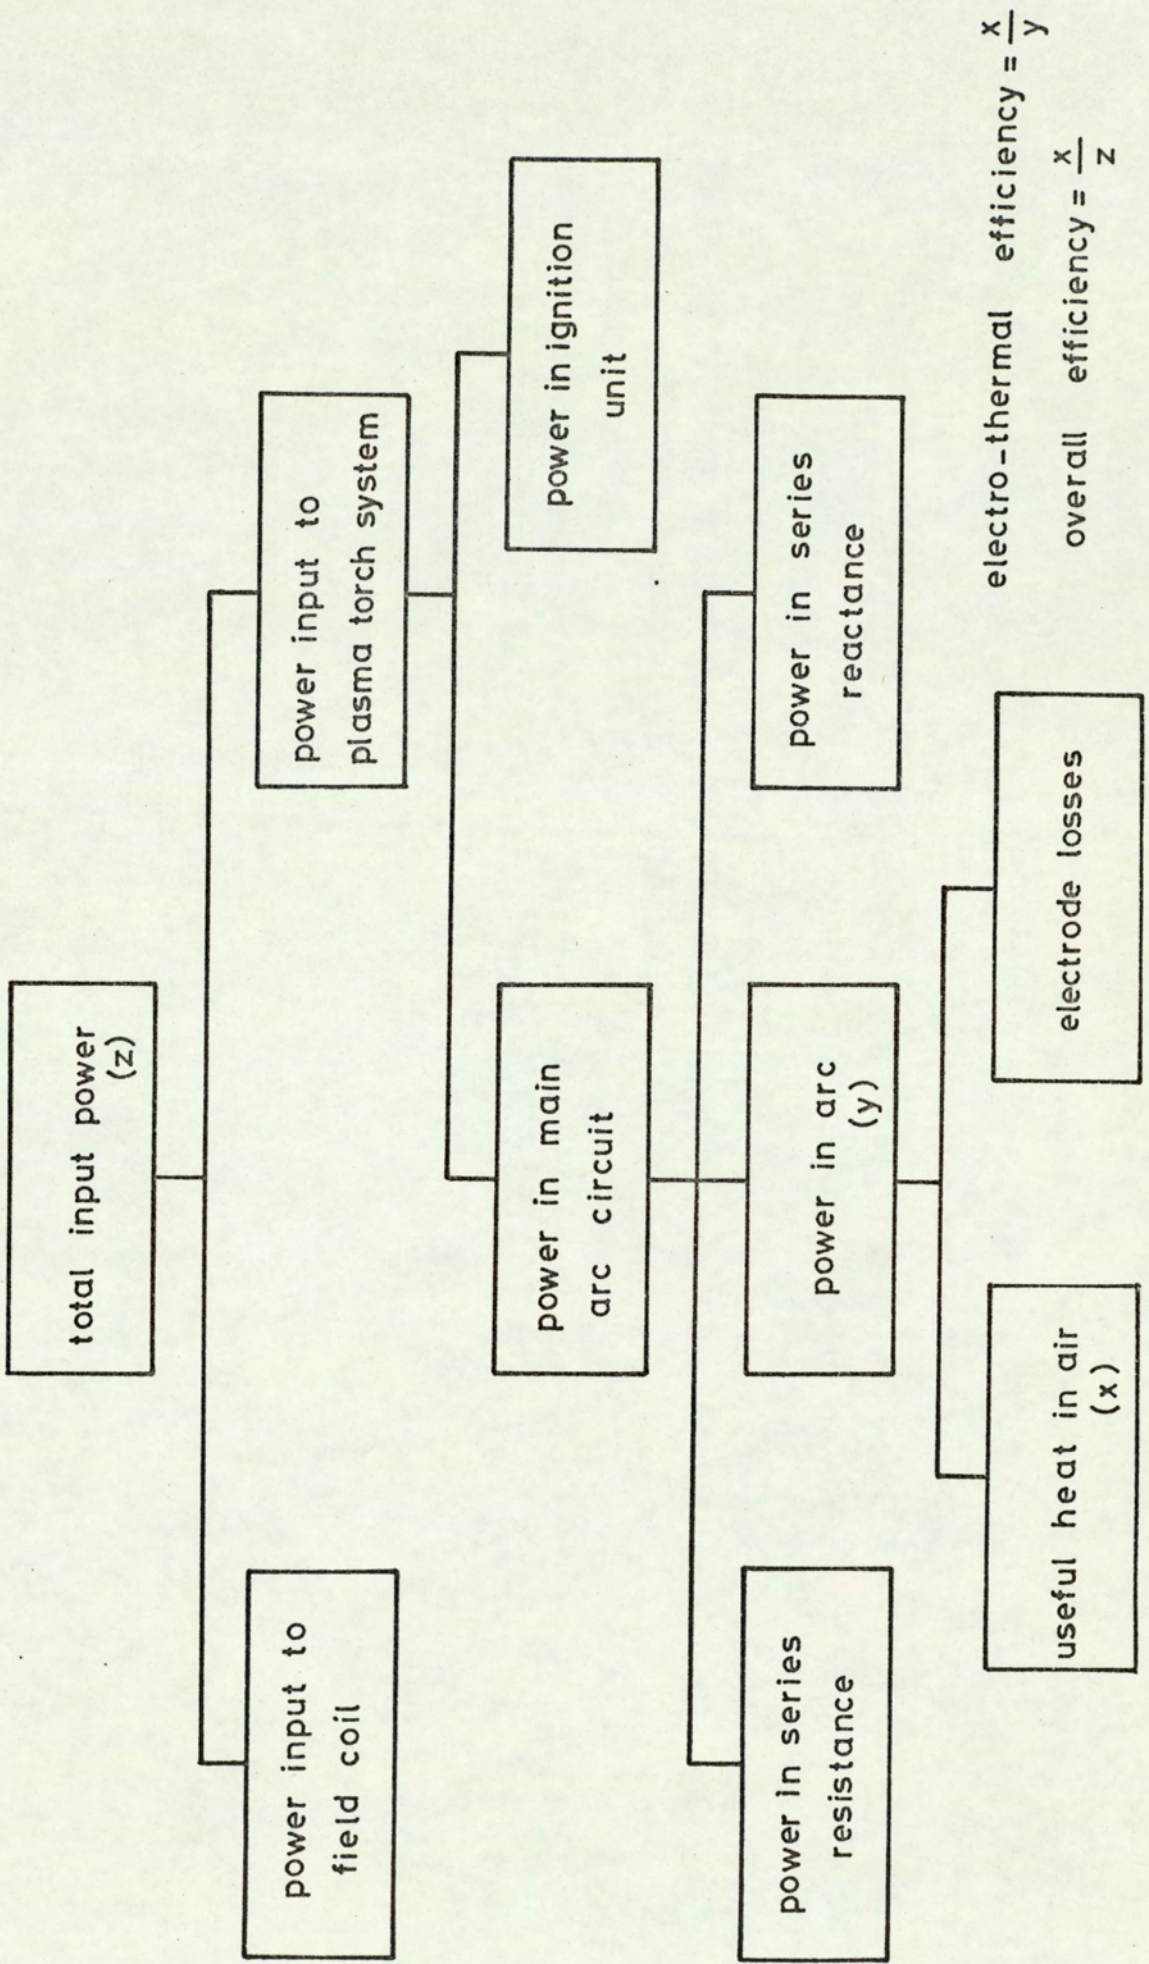 total input power
(z)
power input to
field coil
power input to
plasma torch system
power in main
arc circuit
power in ignition
unit
power in series
resistance
power in arc
(y)
power in series
reactance
useful heat in air
(x)
electrode losses
electro-thermal efficiency = x/y
overall efficiency = x/z